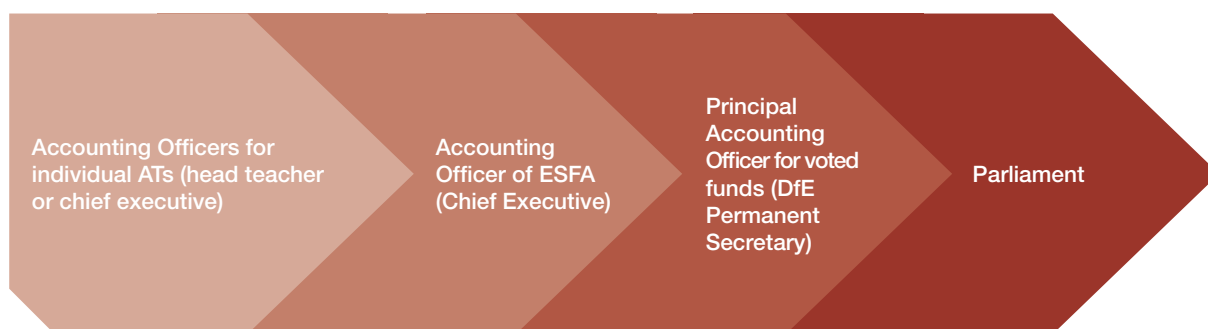 Accounting Officers for
individual ATs (head teacher
or chief executive)
Accounting
Officer of ESFA
(Chief Executive)
Principal
Accounting
Officer for voted
funds (DfE
Permanent
Secretary)
Parliament